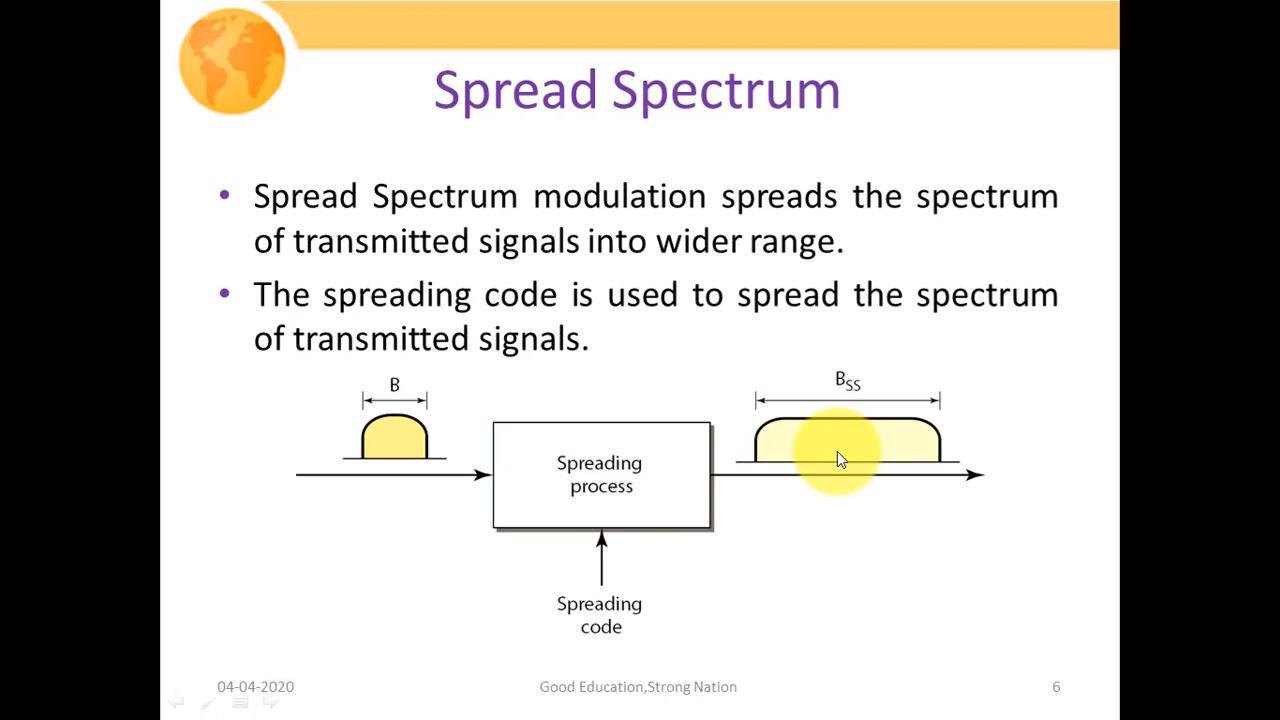 Spread Spectrum
• Spread Spectrum modulation spreads the spectrum
of transmitted signals into wider range.
• The spreading code is used to spread the spectrum
of transmitted signals.
B
BSS
Spreading
process
Spreading
code
04-04-2020
Good Education,Strong Nation
6